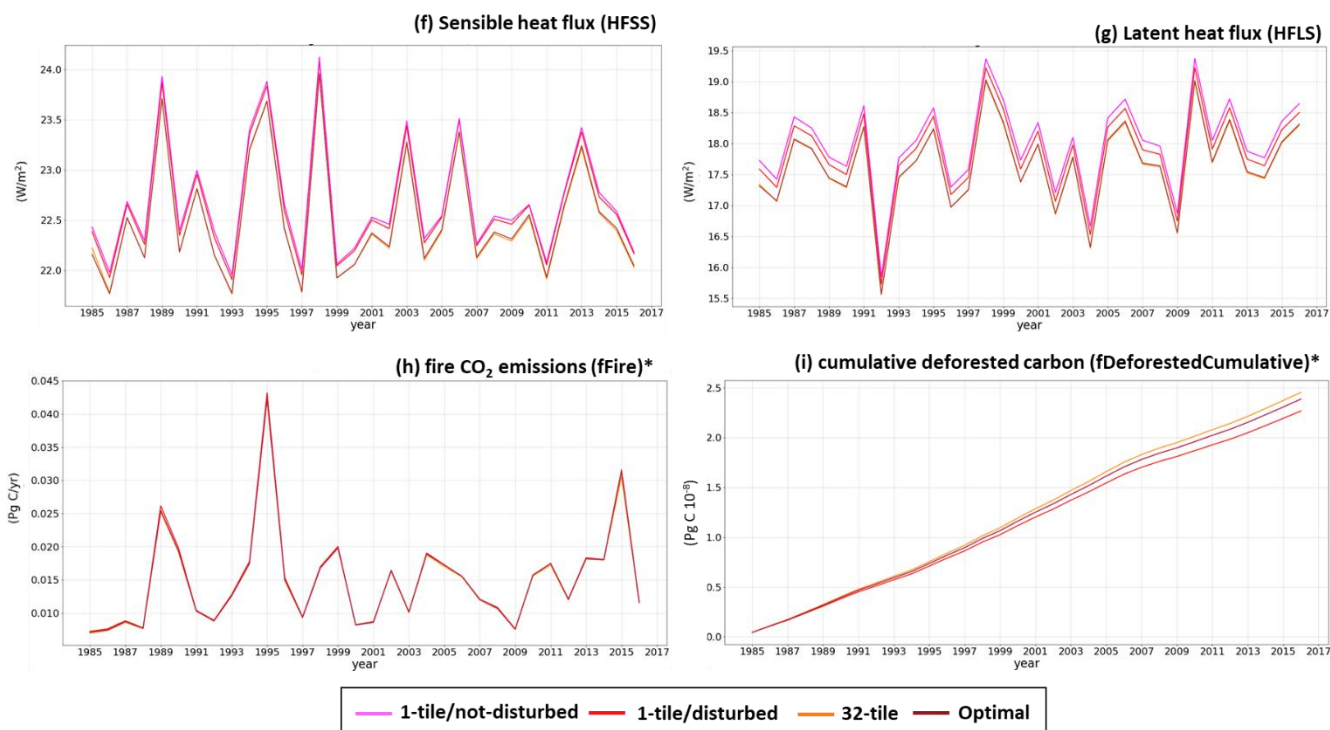 (f) Sensible heat flux (HFSS)
24.0
23.5
23.0
22.5
22.0
(W/m²)
1985 1987 1989 1991 1993 1995 1997 1999 2001 2003 2005 2007 2009 2011 2013 2015 2017
year
(g) Latent heat flux (HFLS)
19.5
19.0
18.5
18.0
17.5
17.0
16.5
16.0
15.5
(W/m²)
1985 1987 1989 1991 1993 1995 1997 1999 2001 2003 2005 2007 2009 2011 2013 2015 2017
year
(h) fire CO₂ emissions (fFire)*
0.045
0.040
0.035
0.030
0.025
0.020
0.015
0.010
(Pg C/yr)
1985 1987 1989 1991 1993 1995 1997 1999 2001 2003 2005 2007 2009 2011 2013 2015 2017
year
(i) cumulative deforested carbon (fDeforestedCumulative)*
2.5
2.0
1.5
1.0
0.5
0.0
(Pg C 10⁻⁸)
1985 1987 1989 1991 1993 1995 1997 1999 2001 2003 2005 2007 2009 2011 2013 2015 2017
year
1-tile/not-disturbed 1-tile/disturbed 32-tile Optimal